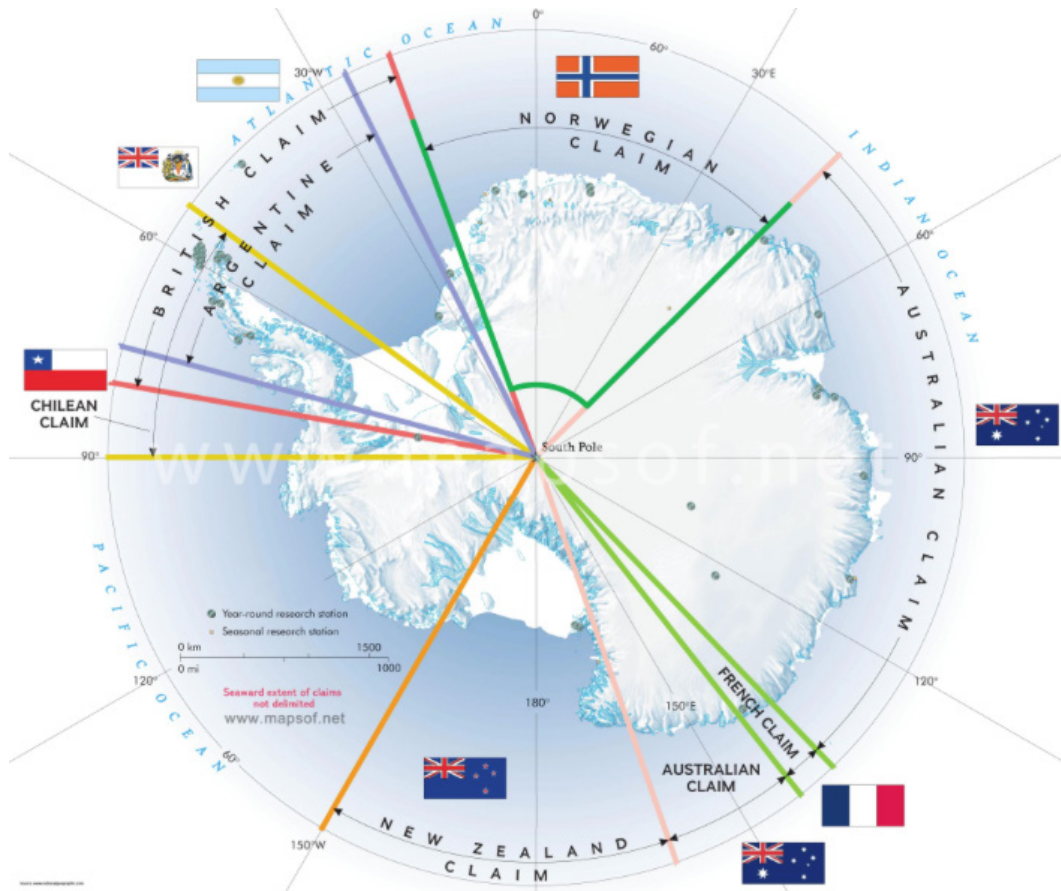 0°
ATLANTIC OCEAN
30°W
60°
30°E
NORWEGIAN
CLAIM
INDIAN OCEAN
BRITISH CLAIM
ARGENTINE
CLAIM
60°
AUSTRALIAN CLAIM
CHILEAN
CLAIM
90°
South Pole
90°
www.mapsof.net
PACIFIC OCEAN
Year-round research station
Seasonal research station
0 km 1500
0 mi 1000
Seaward extent of claims
not delimited
www.mapsof.net
120°
120°
60°
180°
150°E
FRENCH CLAIM
AUSTRALIAN
CLAIM
150°W
NEW ZEALAND
CLAIM